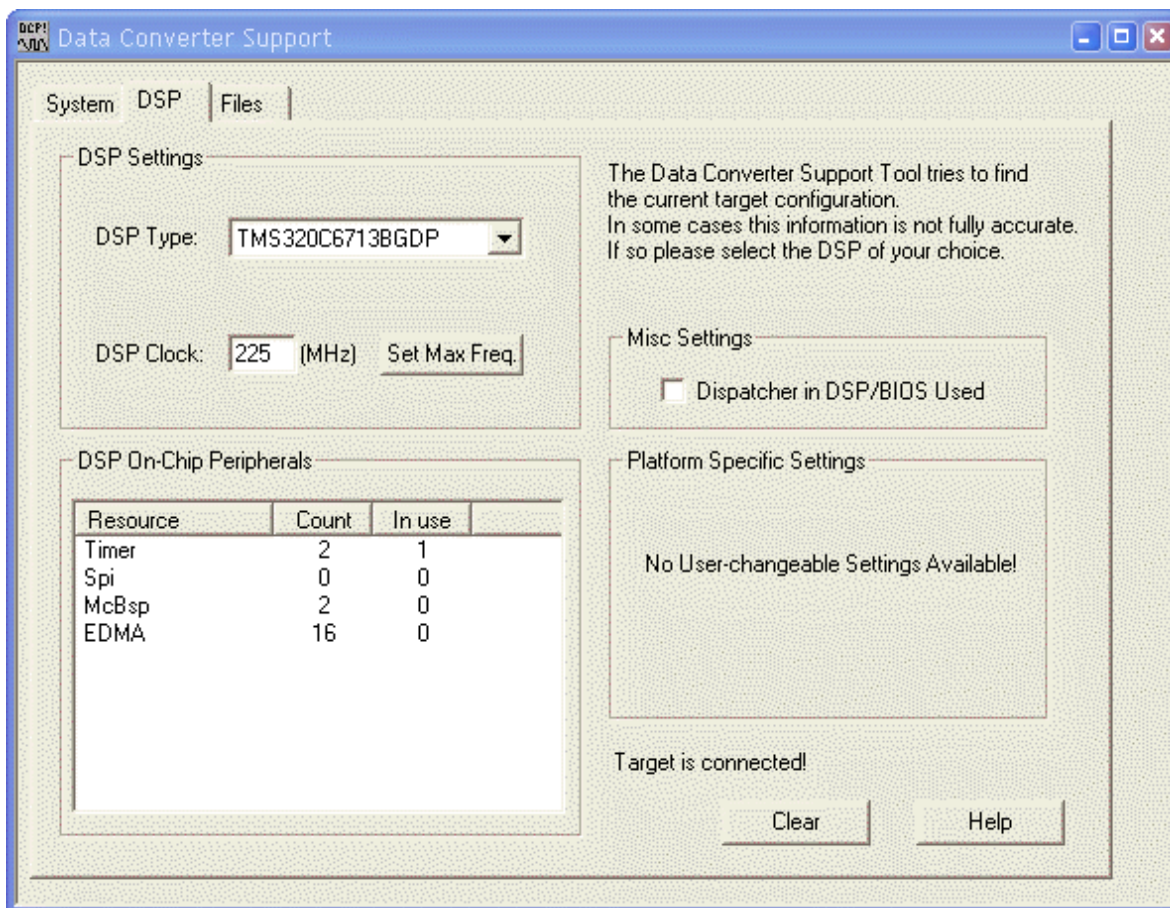 DCP!
Data Converter Support
System DSP Files
DSP Settings
DSP Type: TMS320C6713BGDP
DSP Clock: 225 (MHz) Set Max Freq.
The Data Converter Support Tool tries to find
the current target configuration.
In some cases this information is not fully accurate.
If so please select the DSP of your choice.
Misc Settings
Dispatcher in DSP/BIOS Used
DSP On-Chip Peripherals
Resource Count In use
Timer 2 1
Spi 0 0
McBsp 2 0
EDMA 16 0
Platform Specific Settings
No User-changeable Settings Available!
Target is connected!
Clear Help